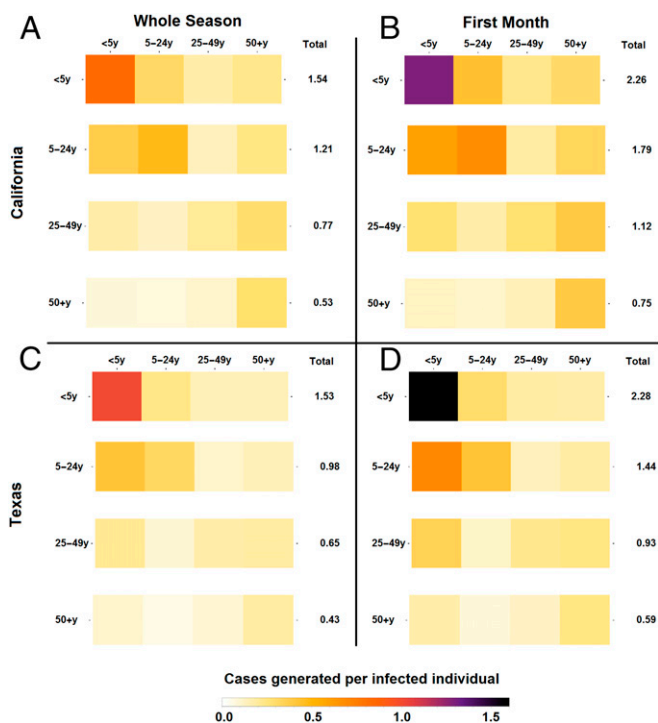 A Whole Season B First Month
<5y 5–24y 25–49y 50+y Total <5y 5–24y 25–49y 50+y Total
<5y 1.54 <5y 2.26
5–24y 1.21 5–24y 1.79
California
25–49y 0.77 25–49y 1.12
50+y 0.53 50+y 0.75
C <5y 5–24y 25–49y 50+y Total D <5y 5–24y 25–49y 50+y Total
<5y 1.53 <5y 2.28
5–24y 0.98 5–24y 1.44
Texas
25–49y 0.65 25–49y 0.93
50+y 0.43 50+y 0.59
Cases generated per infected individual
0.0 0.5 1.0 1.5